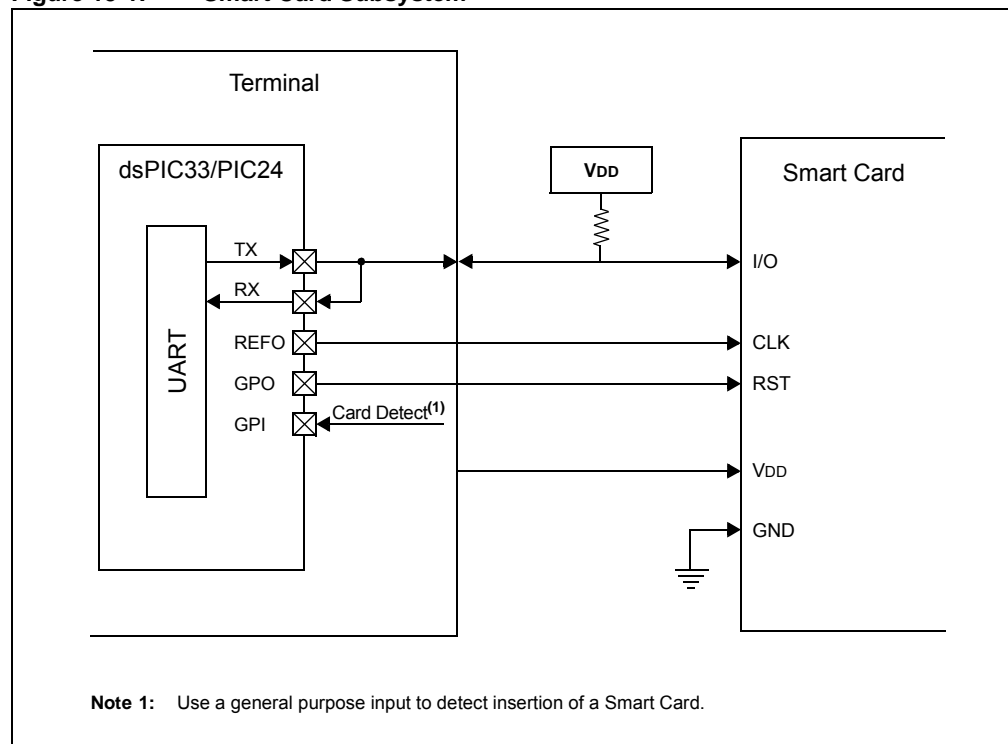 Terminal
dsPIC33/PIC24
VDD
Smart Card
TX
I/O
RX
UART
REFO
CLK
GPO
RST
GPI
Card Detect(1)
VDD
GND
Note 1: Use a general purpose input to detect insertion of a Smart Card.